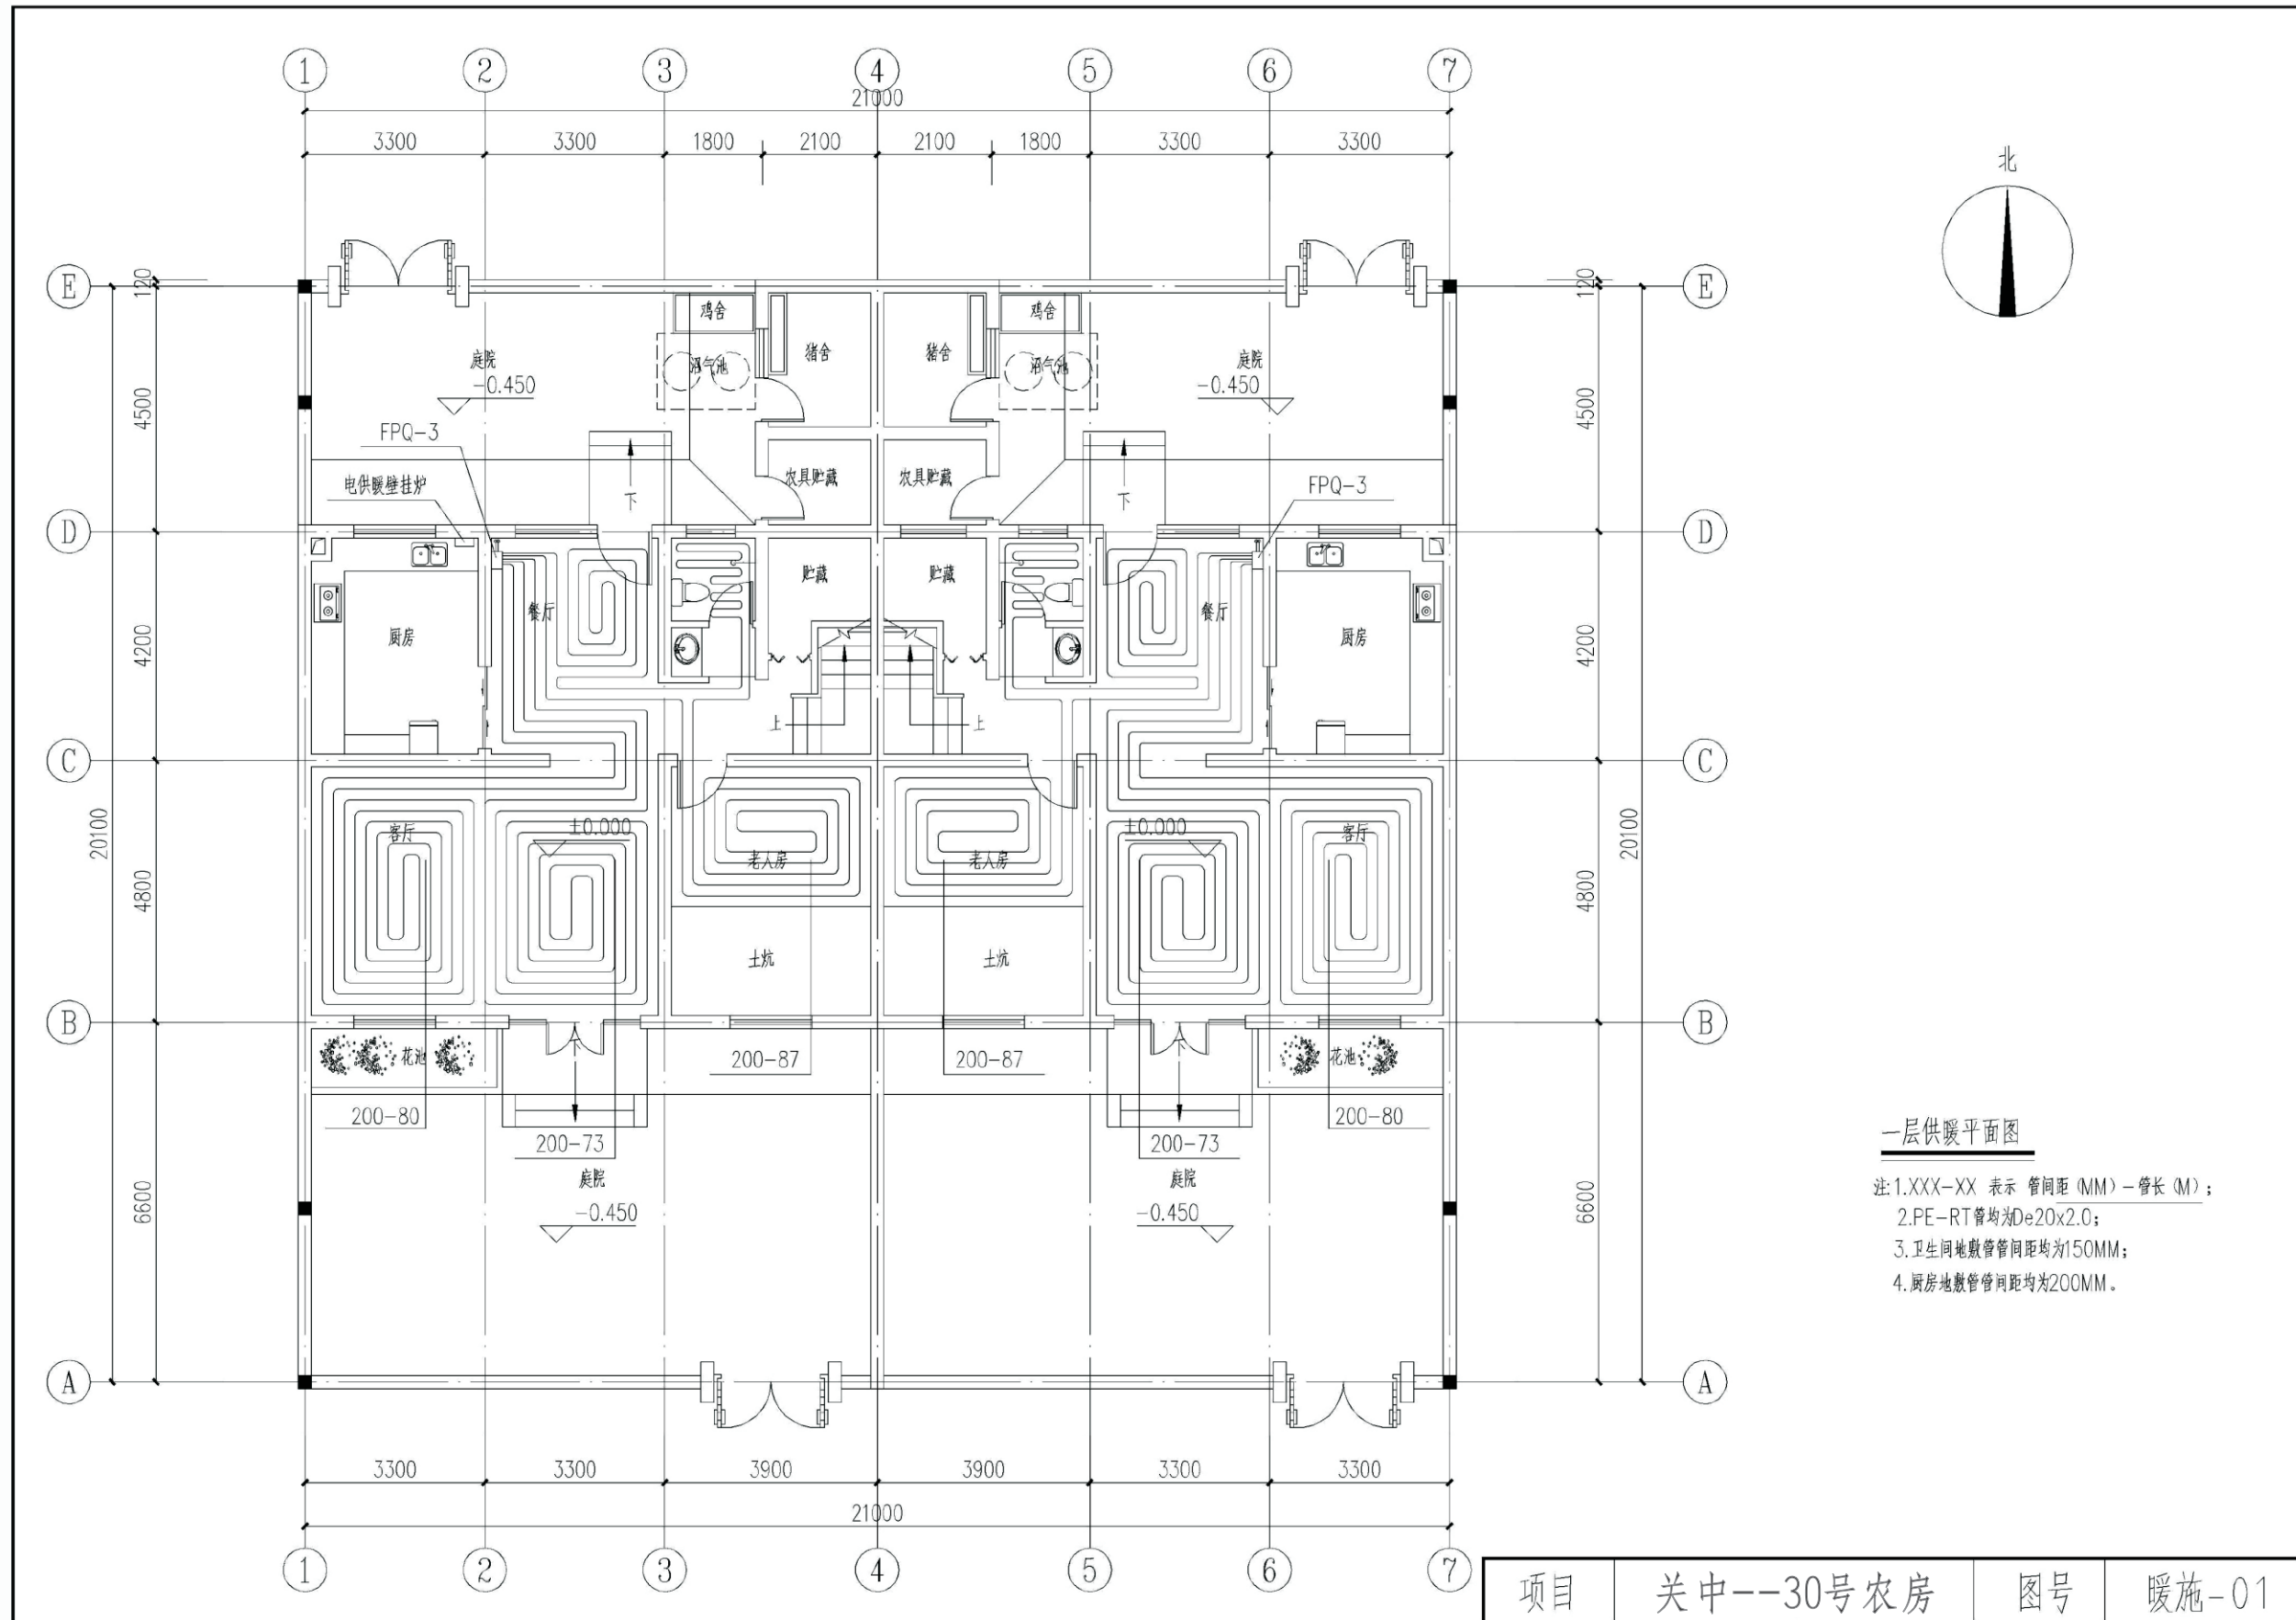 1 2 3 4 5 6 7
21000
3300 3300 1800 2100 2100 1800 3300 3300
北
E 120 120 E
鸡舍 鸡舍
猪舍 猪舍
庭院 沼气池 沼气池 庭院
-0.450 -0.450
4500 4500
FPQ-3
农具贮藏 农具贮藏
电供暖壁挂炉 FPQ-3
下 下
D D
贮藏 贮藏
餐厅 餐厅
厨房 厨房
4200 4200
上 上
C C
20100 20100
客厅 ±0.000 ±0.000 客厅
老人房 老人房
4800 4800
土炕 土炕
B B
花池 下 200-87 200-87 下 花池
200-80 200-80
200-73 200-73
庭院 庭院
-0.450 -0.450
6600 6600
一层供暖平面图
注:1.XXX-XX 表示 管间距(MM)-管长(M);
2.PE-RT管均为De20x2.0;
3.卫生间地敷管管间距均为150MM;
4.厨房地敷管管间距均为200MM。
A A
3300 3300 3900 3900 3300 3300
21000
1 2 3 4 5 6 7
项目 关中--30号农房 图号 暖施-01